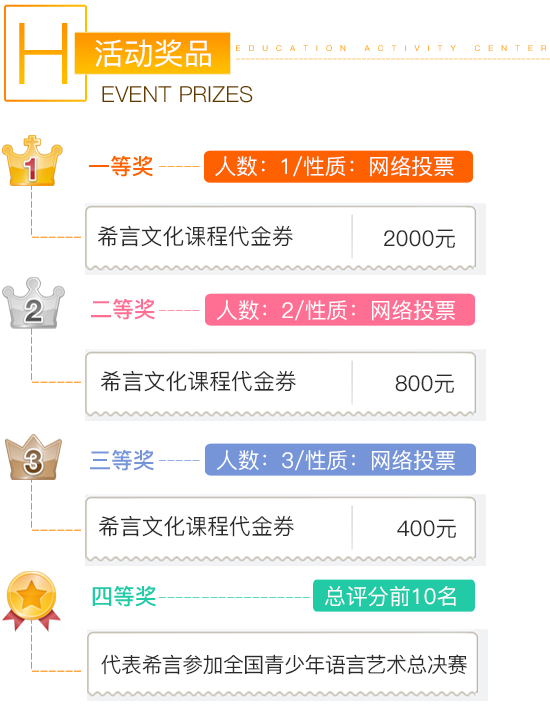 H
活动奖品
EDUCATION ACTIVITY CENTER
EVENT PRIZES
1
一等奖
人数：1/性质：网络投票
希言文化课程代金券
2000元
2
二等奖
人数：2/性质：网络投票
希言文化课程代金券
800元
3
三等奖
人数：3/性质：网络投票
希言文化课程代金券
400元
四等奖
总评分前10名
代表希言参加全国青少年语言艺术总决赛